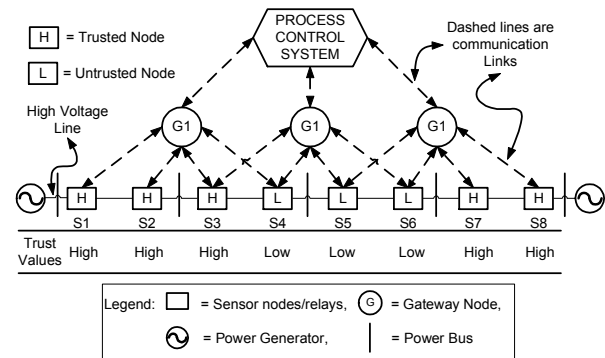 H = Trusted Node
L = Untrusted Node
PROCESS
CONTROL
SYSTEM
Dashed lines are
communication
Links
High Voltage
Line
G1 G1 G1
H H H L L L H H
S1 S2 S3 S4 S5 S6 S7 S8
Trust
Values High High High Low Low Low High High
Legend: = Sensor nodes/relays, G = Gateway Node,
= Power Generator, = Power Bus